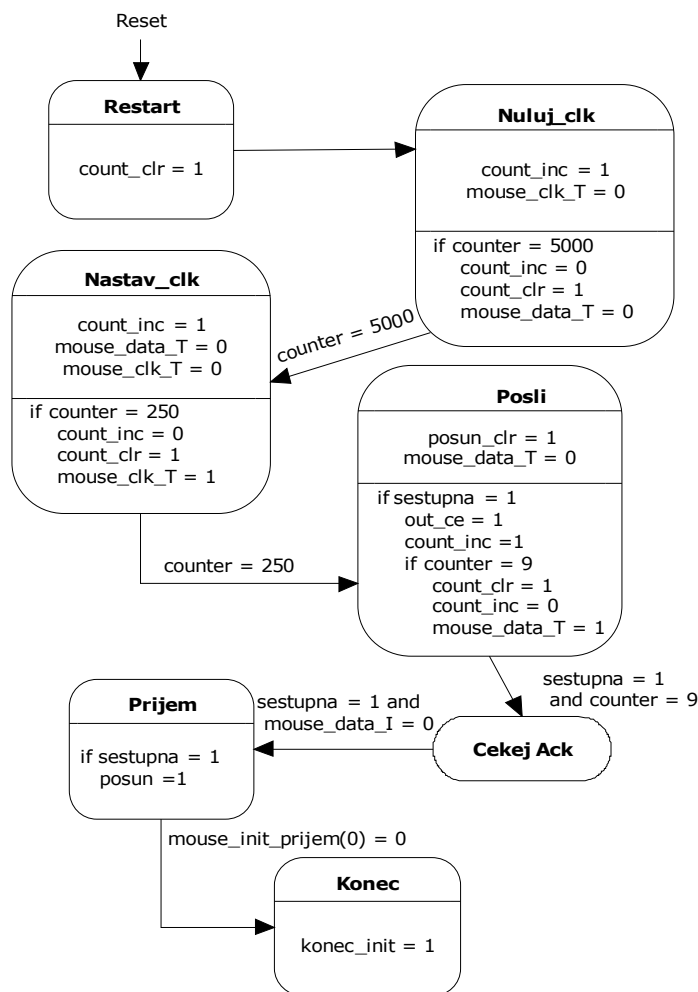 Reset
Restart
count_clr = 1
Nuluj_clk
count_inc = 1
mouse_clk_T = 0
if counter = 5000
count_inc = 0
count_clr = 1
mouse_data_T = 0
counter = 5000
Nastav_clk
count_inc = 1
mouse_data_T = 0
mouse_clk_T = 0
if counter = 250
count_inc = 0
count_clr = 1
mouse_clk_T = 1
counter = 250
Posli
posun_clr = 1
mouse_data_T = 0
if sestupna = 1
out_ce = 1
count_inc =1
if counter = 9
count_clr = 1
count_inc = 0
mouse_data_T = 1
sestupna = 1
and counter = 9
Cekej Ack
sestupna = 1 and
mouse_data_I = 0
Prijem
if sestupna = 1
posun =1
mouse_init_prijem(0) = 0
Konec
konec_init = 1